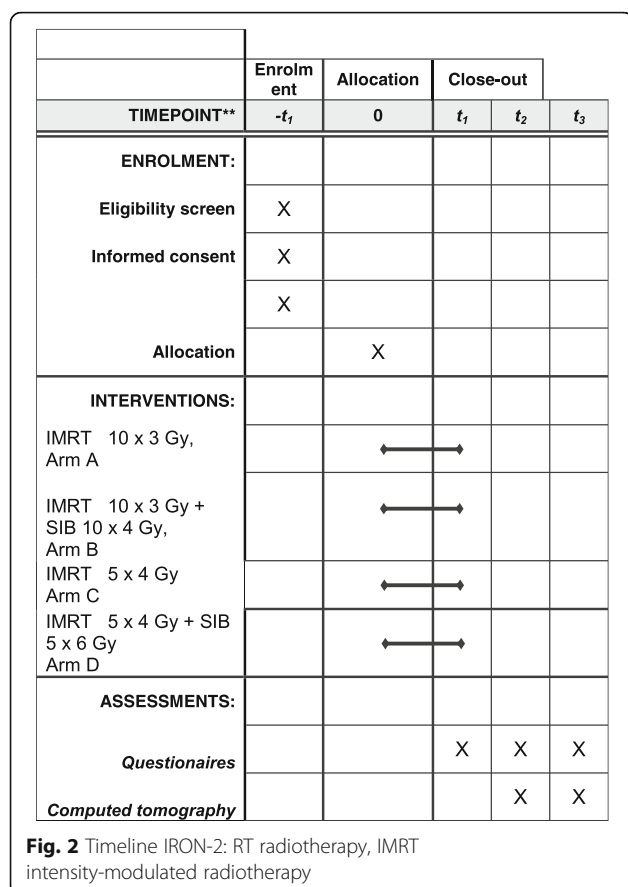 Enrolm
ent Allocation Close-out
TIMEPOINT** -t1 0 t1 t2 t3
ENROLMENT:
Eligibility screen X
Informed consent X
X
Allocation X
INTERVENTIONS:
IMRT 10 x 3 Gy,
Arm A
IMRT 10 x 3 Gy +
SIB 10 x 4 Gy,
Arm B
IMRT 5 x 4 Gy
Arm C
IMRT 5 x 4 Gy + SIB
5 x 6 Gy
Arm D
ASSESSMENTS:
Questionaires X X X
Computed tomography X X
Fig. 2 Timeline IRON-2: RT radiotherapy, IMRT
intensity-modulated radiotherapy